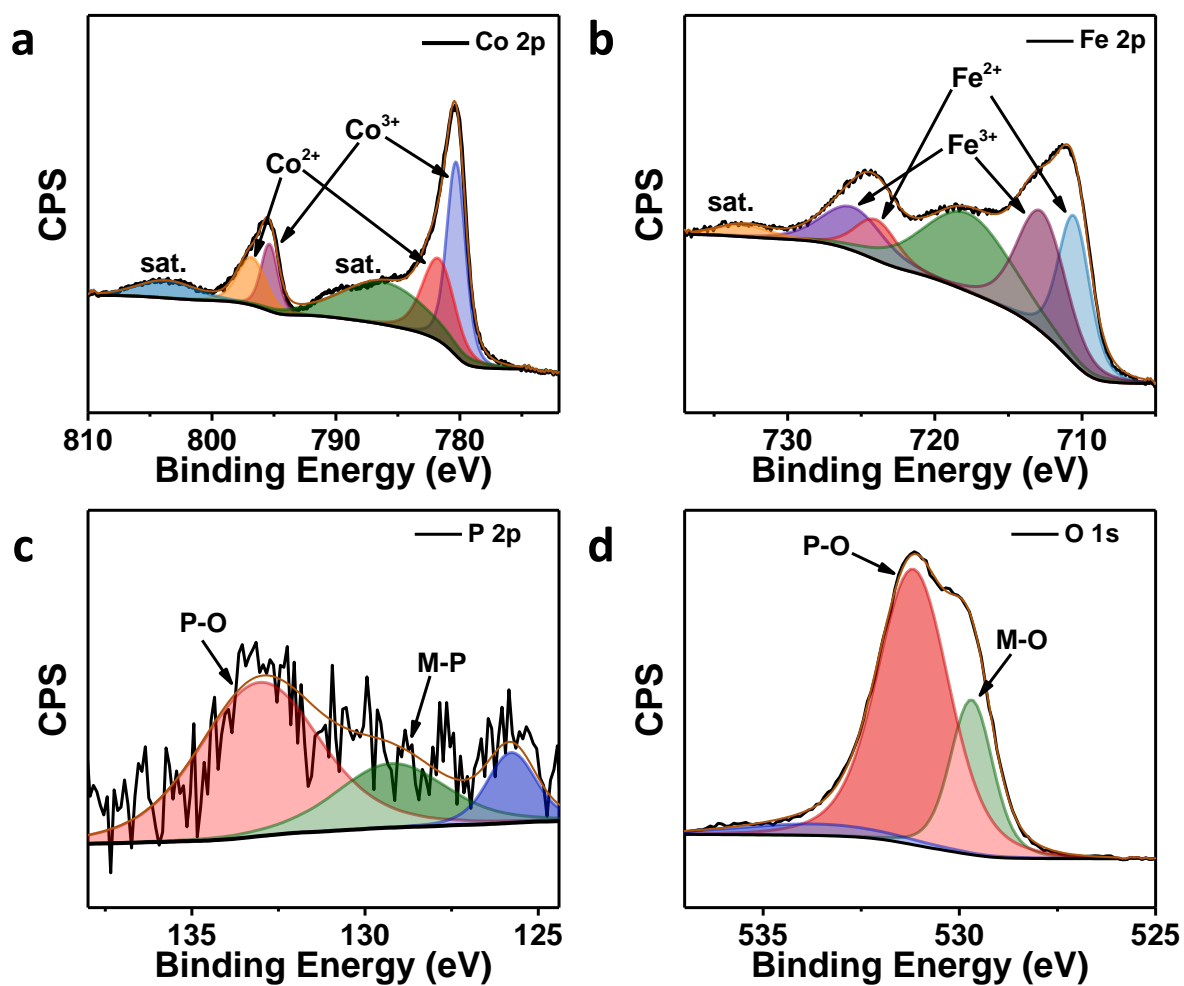 a
Co 2p
Co³⁺
Co²⁺
sat.
sat.
CPS
810 800 790 780
Binding Energy (eV)
b
Fe 2p
Fe²⁺
Fe³⁺
sat.
CPS
730 720 710
Binding Energy (eV)
c
P 2p
P-O
M-P
CPS
135 130 125
Binding Energy (eV)
d
O 1s
P-O
M-O
CPS
535 530 525
Binding Energy (eV)